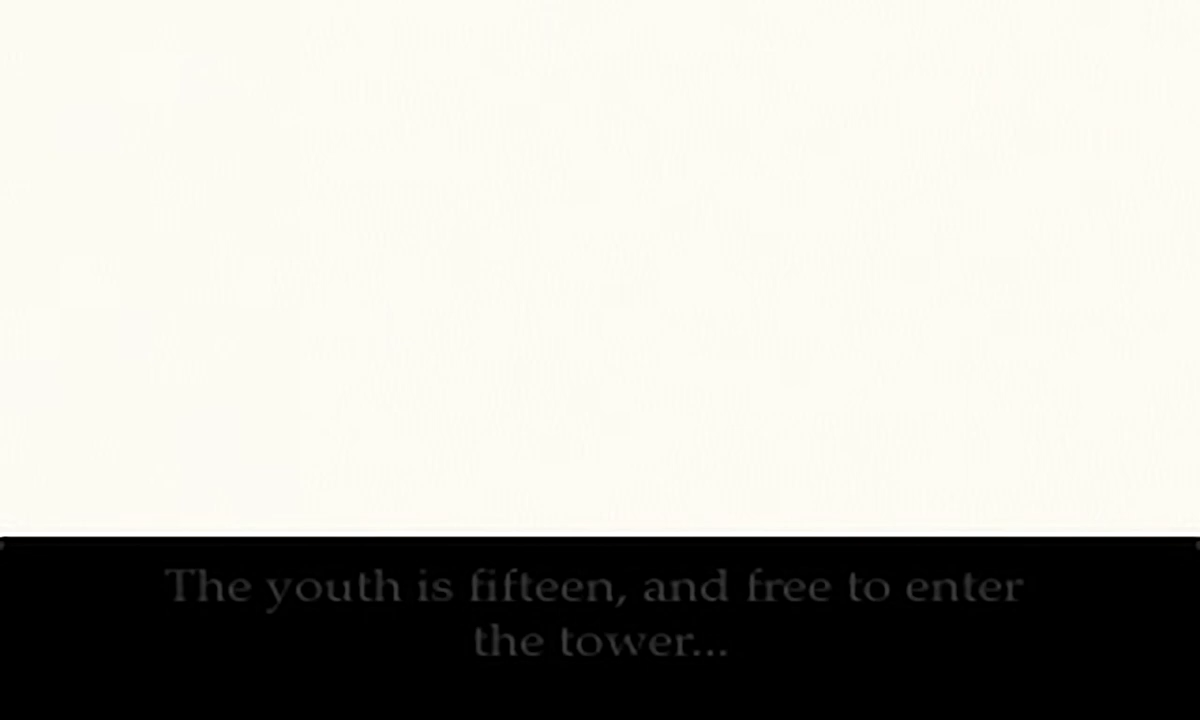 The youth is fifteen, and free to enter
the tower...